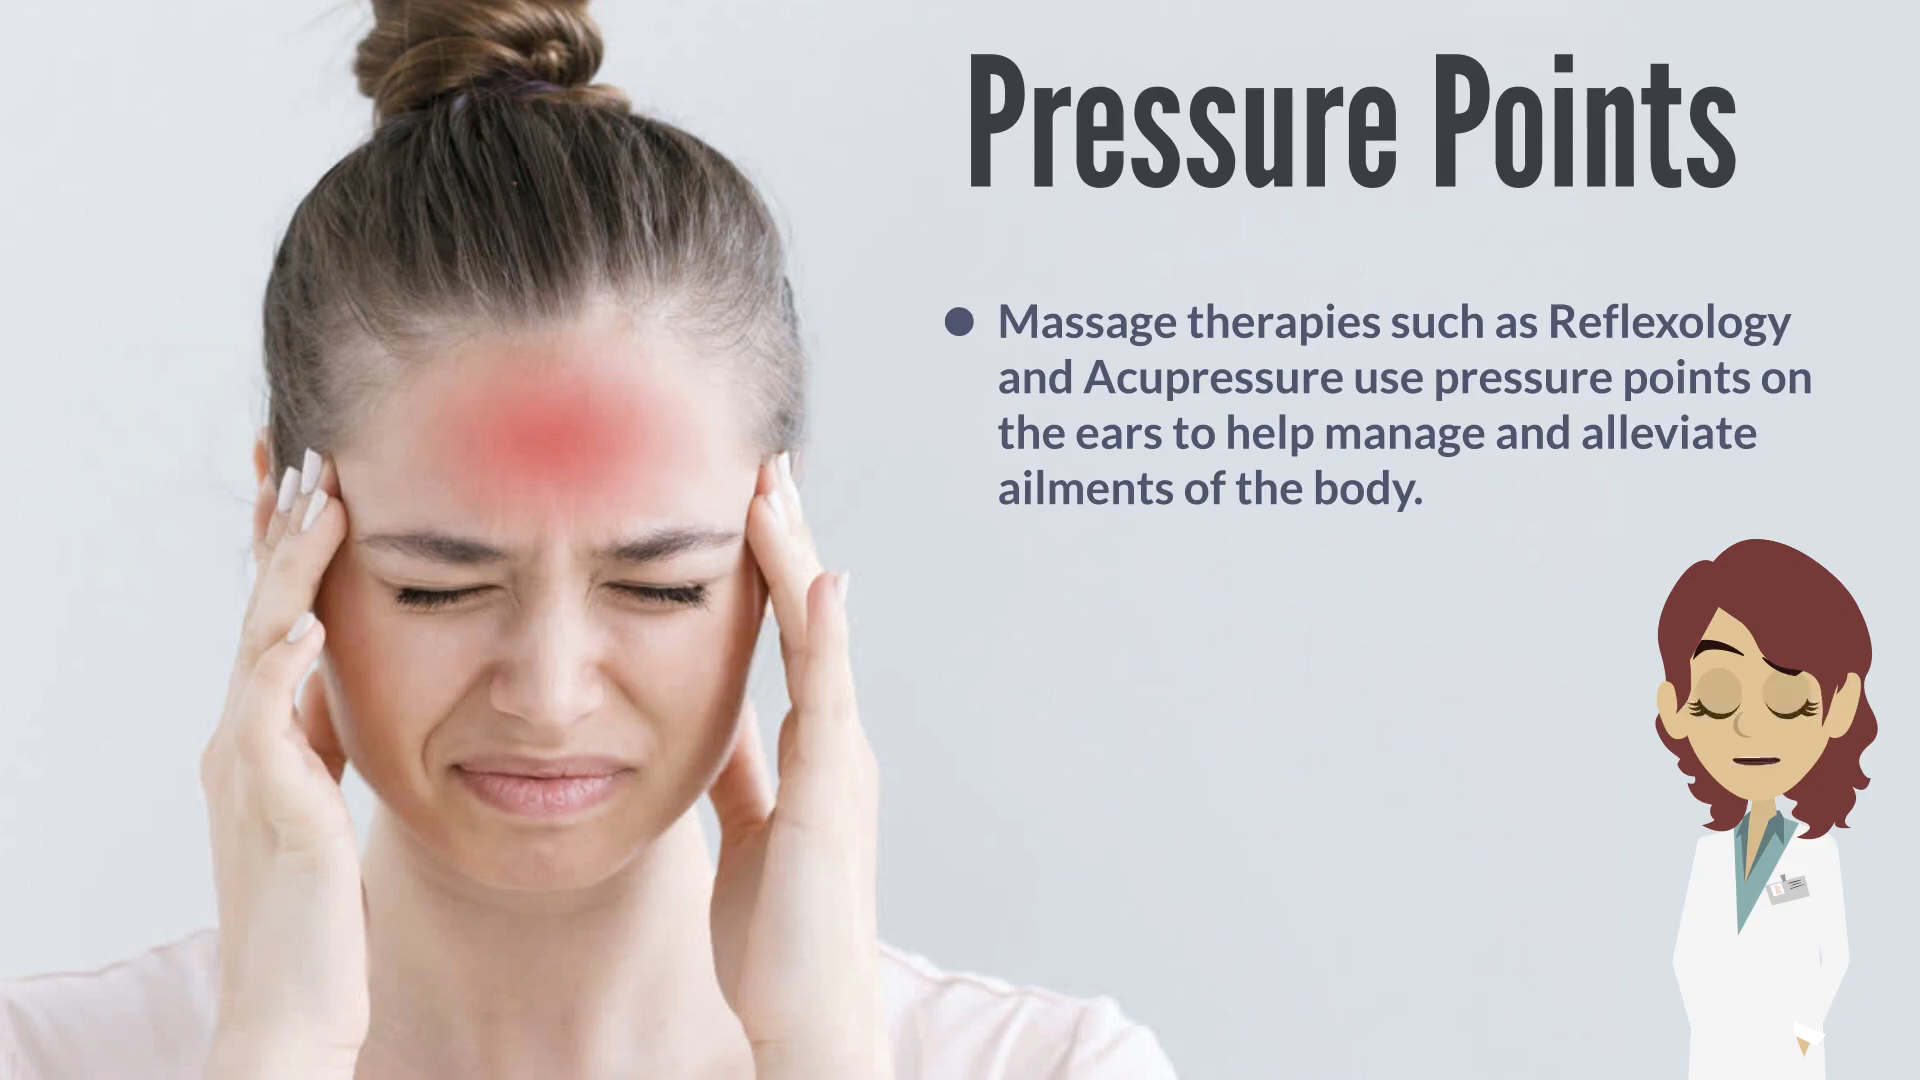 Pressure Points
● Massage therapies such as Reflexology
and Acupressure use pressure points on
the ears to help manage and alleviate
ailments of the body.